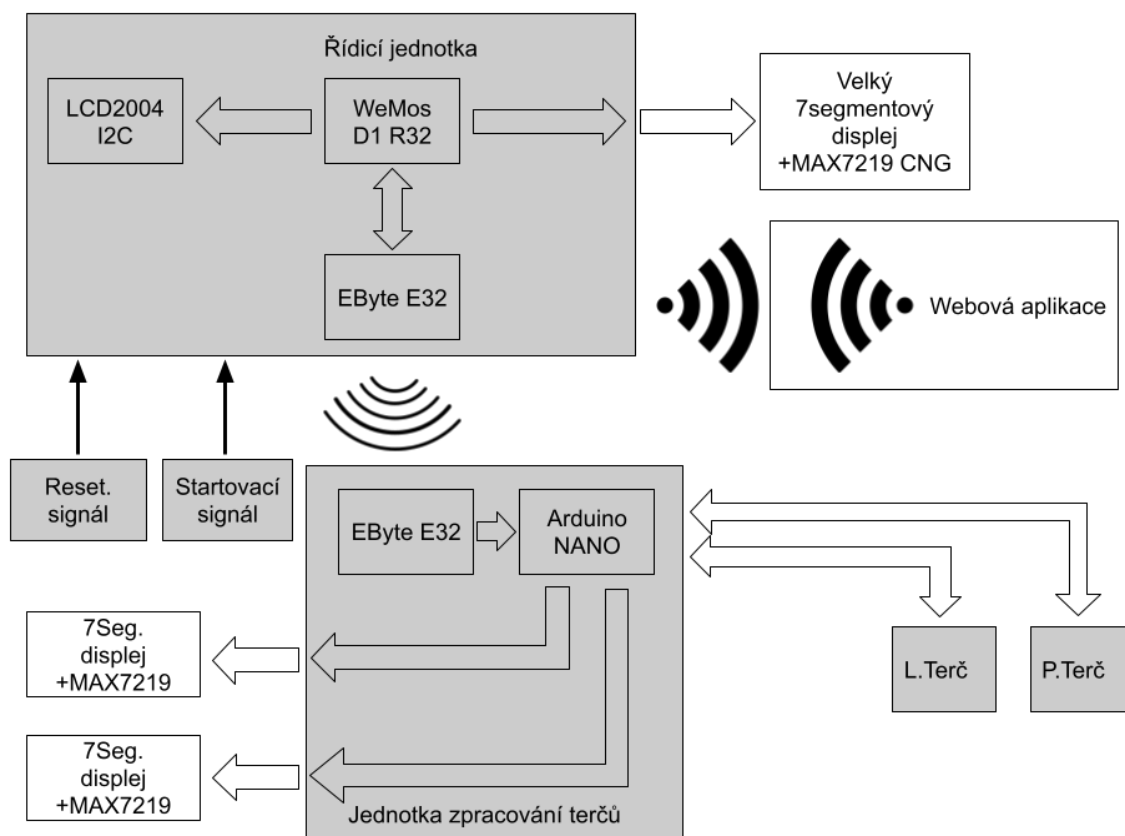 Řídicí jednotka
LCD2004
I2C
WeMos
D1 R32
Velký
7segmentový
displej
+MAX7219 CNG
EByte E32
Webová aplikace
Reset.
signál
Startovací
signál
EByte E32
Arduino
NANO
7Seg.
displej
+MAX7219
L.Terč
P.Terč
7Seg.
displej
+MAX7219
Jednotka zpracování terčů